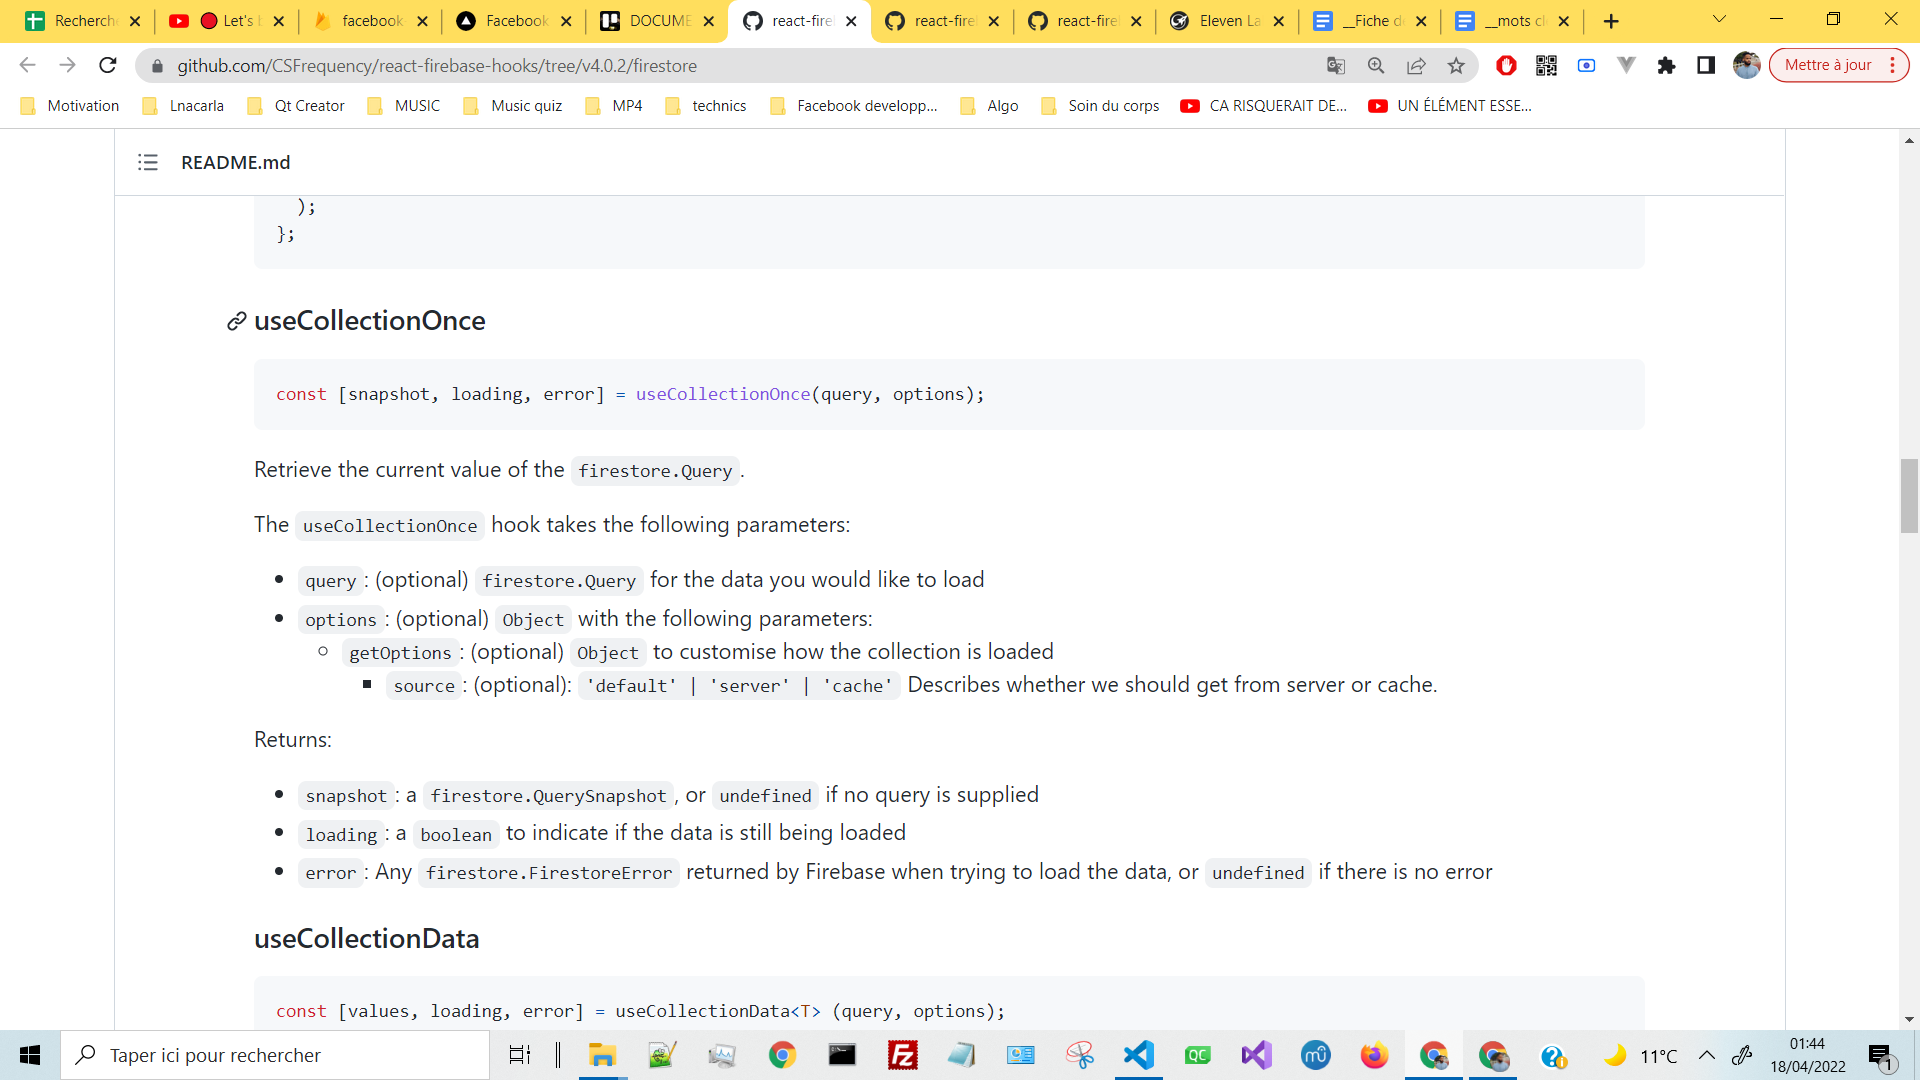 Recherche
Let's b
facebook
Facebook
DOCUME
react-fire
react-fire
react-fire
Eleven La
__Fiche de
__mots cl
github.com/CSFrequency/react-firebase-hooks/tree/v4.0.2/firestore
Mettre à jour
Motivation
Lnacarla
Qt Creator
MUSIC
Music quiz
MP4
technics
Facebook developp...
Algo
Soin du corps
CA RISQUERAIT DE...
UN ÉLÉMENT ESSE...
README.md
);
};
useCollectionOnce
const [snapshot, loading, error] = useCollectionOnce(query, options);
Retrieve the current value of the firestore.Query.
The useCollectionOnce hook takes the following parameters:
query: (optional) firestore.Query for the data you would like to load
options: (optional) Object with the following parameters:
getOptions: (optional) Object to customise how the collection is loaded
source: (optional): 'default' | 'server' | 'cache' Describes whether we should get from server or cache.
Returns:
snapshot: a firestore.QuerySnapshot, or undefined if no query is supplied
loading: a boolean to indicate if the data is still being loaded
error: Any firestore.FirestoreError returned by Firebase when trying to load the data, or undefined if there is no error
useCollectionData
const [values, loading, error] = useCollectionData<T> (query, options);
Taper ici pour rechercher
11°C
01:44
18/04/2022
1